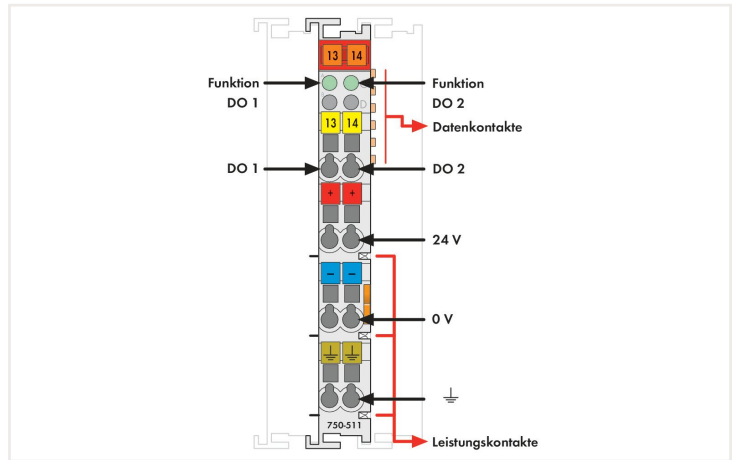 13 14
Funktion Funktion
DO 1 DO 2
D
13 14
Datenkontakte
DO 1 DO 2
+ +
24 V
– –
0 V
750-511
Leistungskontakte